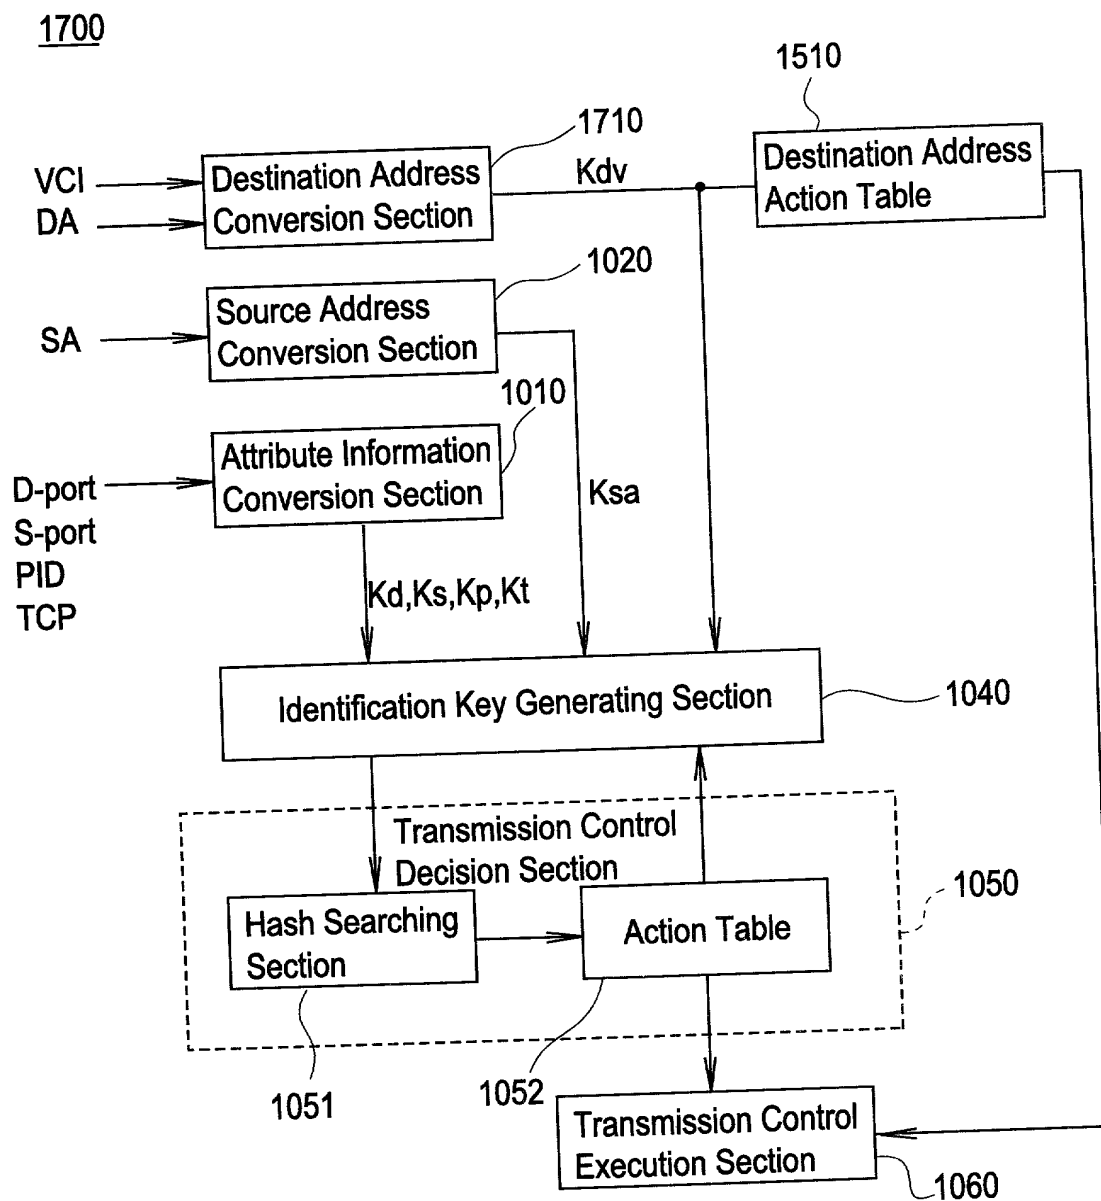 1700
1510
1710
VCI
DA
Destination Address
Conversion Section
Kdv
Destination Address
Action Table
1020
SA
Source Address
Conversion Section
1010
D-port
S-port
PID
TCP
Attribute Information
Conversion Section
Ksa
Kd,Ks,Kp,Kt
Identification Key Generating Section
1040
Transmission Control
Decision Section
1050
Hash Searching
Section
Action Table
1051
1052
Transmission Control
Execution Section
1060